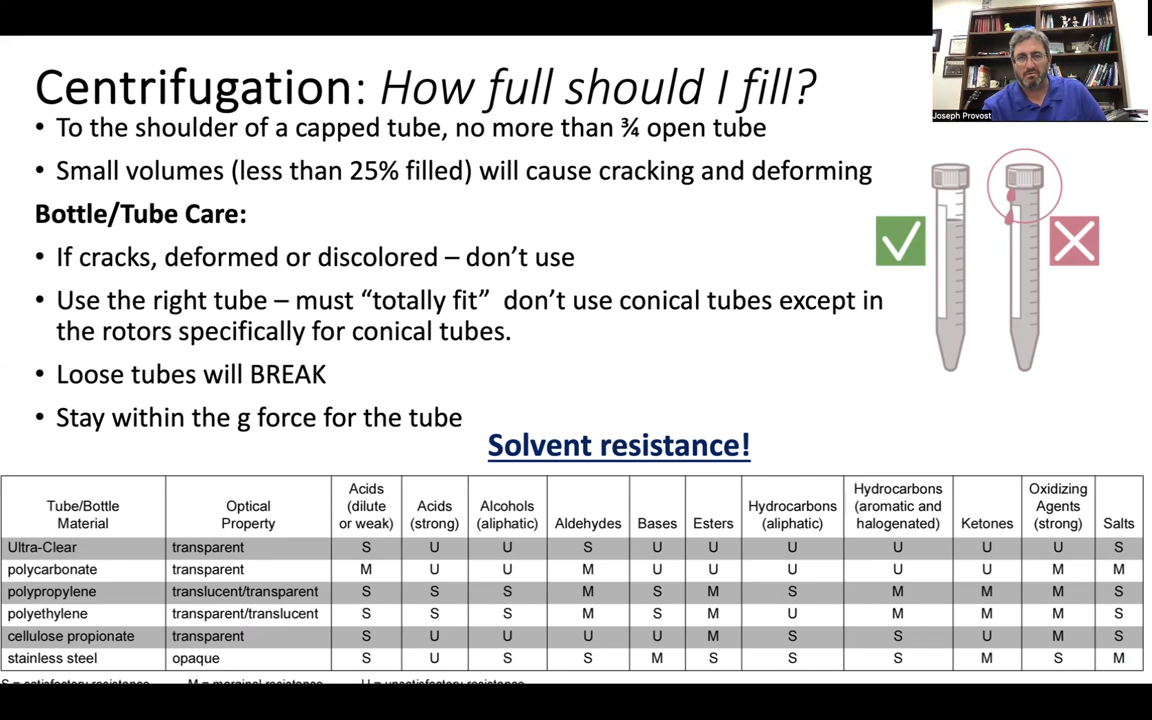 Joseph Provost
Centrifugation: How full should I fill?
• To the shoulder of a capped tube, no more than ¾ open tube
• Small volumes (less than 25% filled) will cause cracking and deforming
Bottle/Tube Care:
• If cracks, deformed or discolored – don’t use
• Use the right tube – must “totally fit”  don’t use conical tubes except in
the rotors specifically for conical tubes.
• Loose tubes will BREAK
• Stay within the g force for the tube
Solvent resistance!
Tube/Bottle Material | Optical Property | Acids (dilute or weak) | Acids (strong) | Alcohols (aliphatic) | Aldehydes | Bases | Esters | Hydrocarbons (aliphatic) | Hydrocarbons (aromatic and halogenated) | Ketones | Oxidizing Agents (strong) | Salts
Ultra-Clear | transparent | S | U | U | S | U | U | U | U | U | U | S
polycarbonate | transparent | M | U | U | M | U | U | U | U | U | M | M
polypropylene | translucent/transparent | S | S | S | M | S | M | S | M | M | M | S
polyethylene | transparent/translucent | S | S | S | M | S | M | U | M | M | M | S
cellulose propionate | transparent | S | U | U | U | U | M | S | S | U | M | S
stainless steel | opaque | S | U | S | S | M | S | S | S | M | S | M
S = satisfactory resistance M = marginal resistance U = unsatisfactory resistance